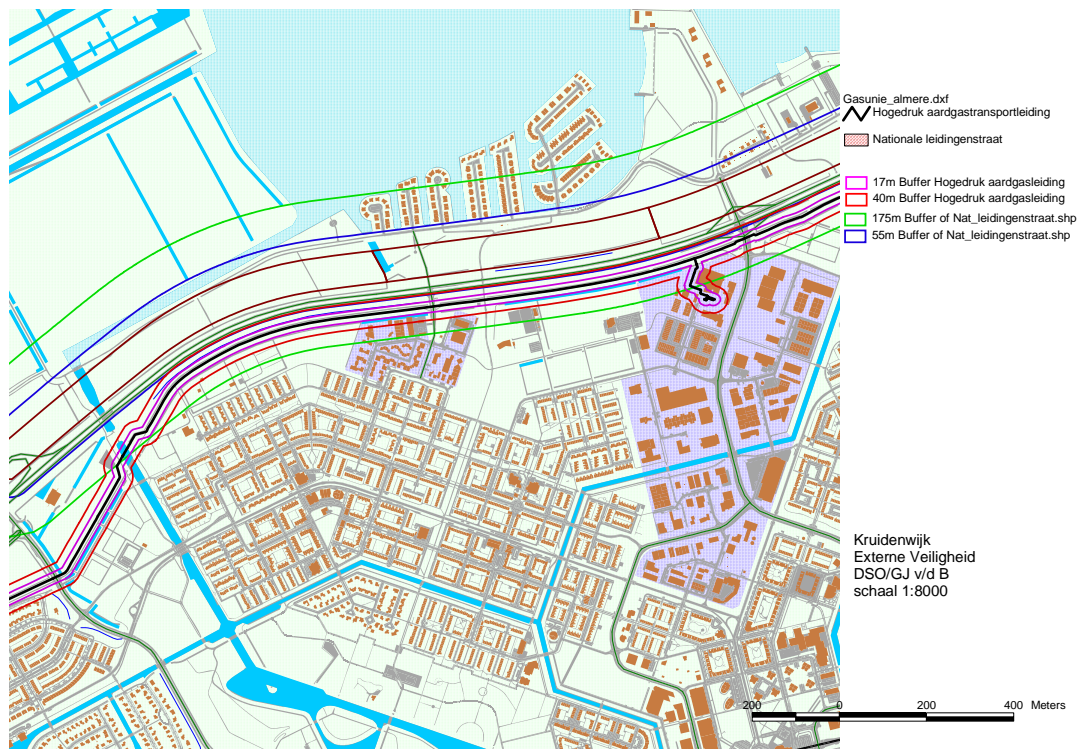 Gasunie_almere.dxf
Hogedruk aardgastransportleiding
Nationale leidingenstraat
17m Buffer Hogedruk aardgasleiding
40m Buffer Hogedruk aardgasleiding
175m Buffer of Nat_leidingenstraat.shp
55m Buffer of Nat_leidingenstraat.shp
Kruidenwijk
Externe Veiligheid
DSO/GJ v/d B
schaal 1:8000
200 0 200 400 Meters